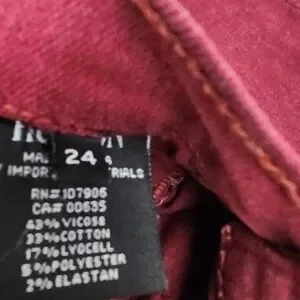 24
RN# 107906
CA# 00635
43% VICOSE
33% COTTON
17% LYOCELL
5% POLYESTER
2% ELASTAN